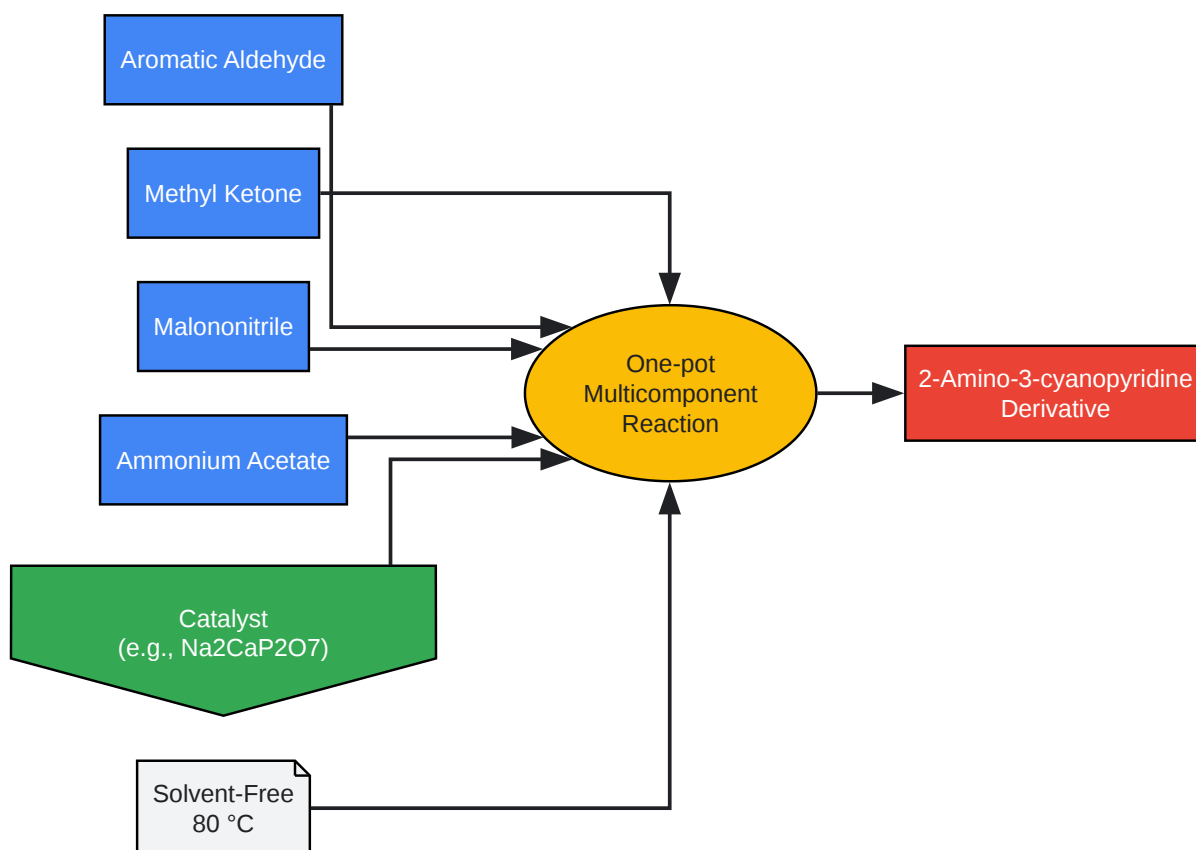 Aromatic Aldehyde
Methyl Ketone
Malononitrile
Ammonium Acetate
Catalyst
(e.g., Na2CaP2O7)
Solvent-Free
80 °C
One-pot
Multicomponent
Reaction
2-Amino-3-cyanopyridine
Derivative